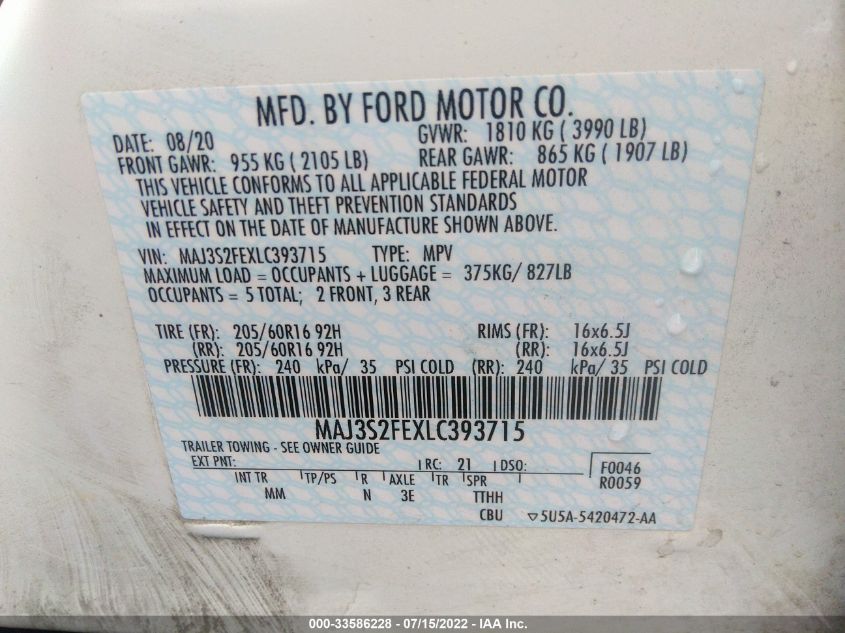 MFD. BY FORD MOTOR CO.
DATE: 08/20 GVWR: 1810 KG ( 3990 LB)
FRONT GAWR: 955 KG ( 2105 LB) REAR GAWR: 865 KG ( 1907 LB)
THIS VEHICLE CONFORMS TO ALL APPLICABLE FEDERAL MOTOR
VEHICLE SAFETY AND THEFT PREVENTION STANDARDS
IN EFFECT ON THE DATE OF MANUFACTURE SHOWN ABOVE.
VIN: MAJ3S2FEXLC393715 TYPE: MPV
MAXIMUM LOAD = OCCUPANTS + LUGGAGE = 375KG/ 827LB
OCCUPANTS = 5 TOTAL; 2 FRONT, 3 REAR
TIRE (FR): 205/60R16 92H RIMS (FR): 16x6.5J
(RR): 205/60R16 92H (RR): 16x6.5J
PRESSURE (FR): 240 kPa/ 35 PSI COLD (RR): 240 kPa/ 35 PSI COLD
MAJ3S2FEXLC393715
TRAILER TOWING - SEE OWNER GUIDE
EXT PNT: RC: 21 DSO: F0046
R0059
INT TR TP/PS R AXLE TR SPR
MM N 3E TTHH
CBU ▽5U5A-5420472-AA
000-33586228 - 07/15/2022 - IAA Inc.